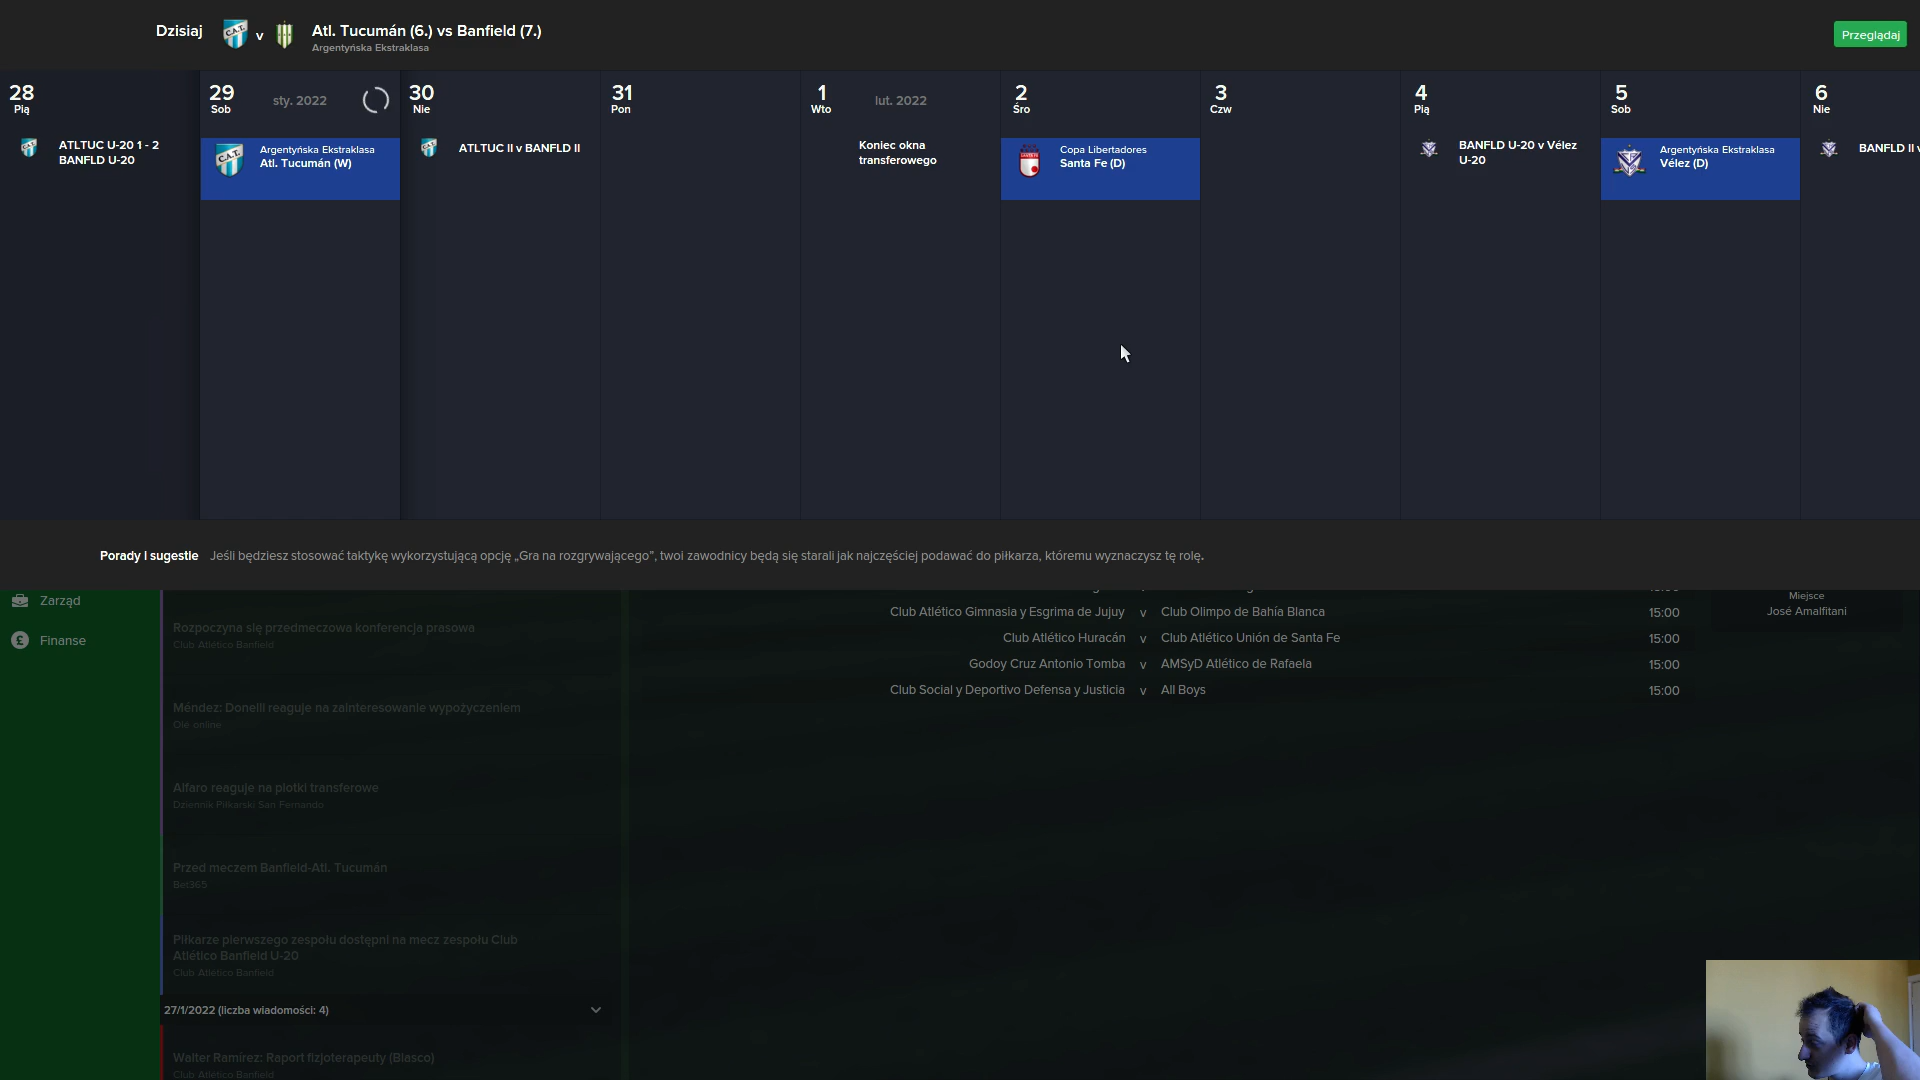 Dzisiaj
v
Atl. Tucumán (6.) vs Banfield (7.)
Argentyńska Ekstraklasa
Przeglądaj
28
Pią
29
Sob
sty. 2022
30
Nie
31
Pon
1
Wto
lut. 2022
2
Śro
3
Czw
4
Pią
5
Sob
6
Nie
ATLTUC U-20 1 - 2
BANFLD U-20
C.A.T.
Argentyńska Ekstraklasa
Atl. Tucumán (W)
ATLTUC II v BANFLD II
Koniec okna
transferowego
Copa Libertadores
Santa Fe (D)
BANFLD U-20 v Vélez
U-20
Argentyńska Ekstraklasa
Vélez (D)
BANFLD II v
Porady i sugestie
Jeśli będziesz stosować taktykę wykorzystującą opcję „Gra na rozgrywającego”, twoi zawodnicy będą się starali jak najczęściej podawać do piłkarza, któremu wyznaczysz tę rolę.
Zarząd
Finanse
Rozpoczyna się przedmeczowa konferencja prasowa
Club Atlético Banfield
Méndez: Donelli reaguje na zainteresowanie wypożyczeniem
Olé online
Alfaro reaguje na plotki transferowe
Dziennik Piłkarski San Fernando
Przed meczem Banfield-Atl. Tucumán
Bet365
Piłkarze pierwszego zespołu dostępni na mecz zespołu Club
Atlético Banfield U-20
Club Atlético Banfield
27/1/2022 (liczba wiadomości: 4)
Walter Ramírez: Raport fizjoterapeuty (Blasco)
Club Atlético Banfield
Club Atlético Gimnasia y Esgrima de Jujuy v Club Olimpo de Bahía Blanca 15:00
Club Atlético Huracán v Club Atlético Unión de Santa Fe 15:00
Godoy Cruz Antonio Tomba v AMSyD Atlético de Rafaela 15:00
Club Social y Deportivo Defensa y Justicia v All Boys 15:00
Miejsce
José Amalfitani